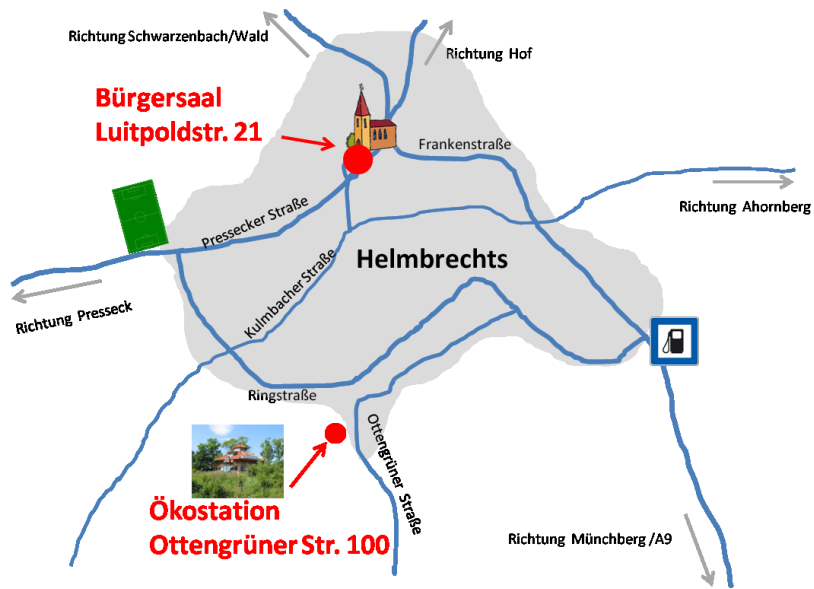 Richtung Schwarzenbach/Wald
Richtung Hof
Bürgersaal
Luitpoldstr. 21
Frankenstraße
Richtung Ahornberg
Pressecker Straße
Helmbrechts
Kulmbacher Straße
Richtung Presseck
Ringstraße
Ottengrüner Straße
Ökostation
Ottengrüner Str. 100
Richtung Münchberg /A9